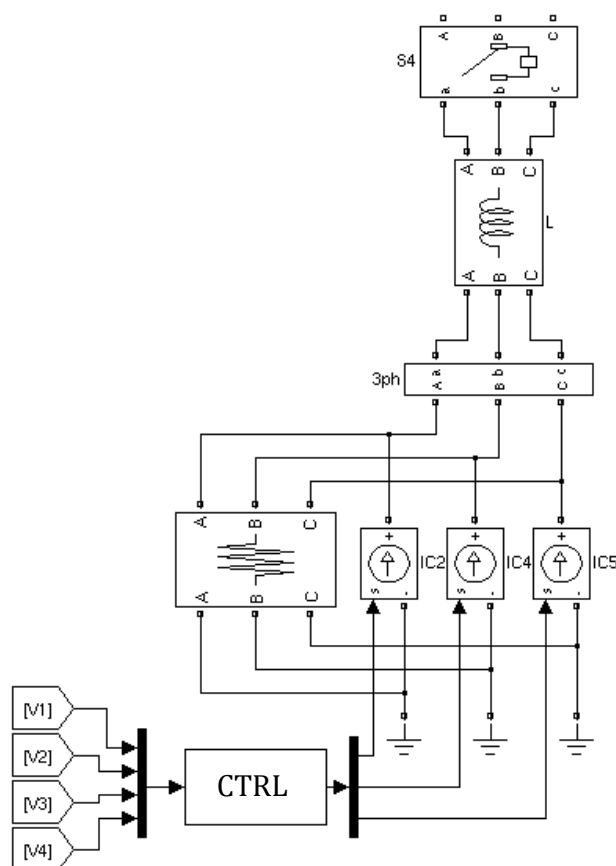 A B C
S4
a b c
A B C
L
A B C
a b c
3ph
A B C
A B C
+ + +
IC2 IC4 IC5
s - s - s -
A B C
[V1]
[V2]
[V3]
[V4]
CTRL